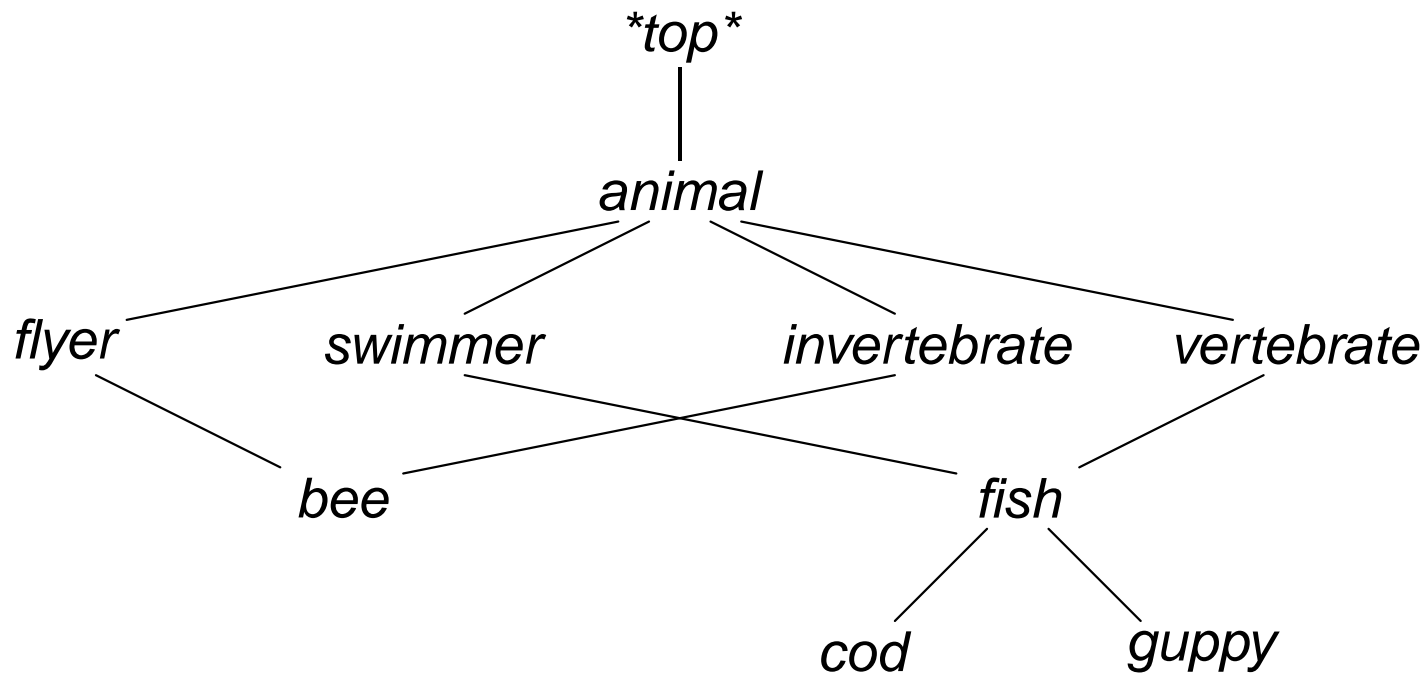 *top*
animal
flyer swimmer invertebrate vertebrate
bee fish
cod guppy